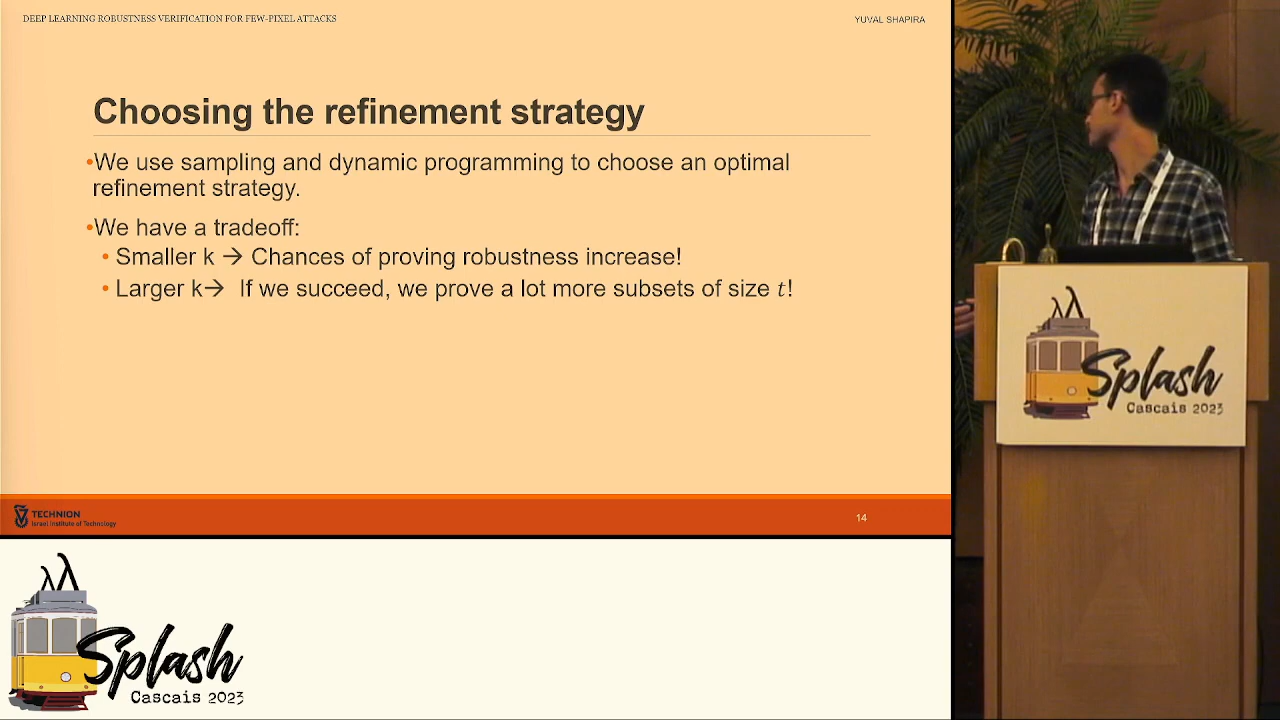 DEEP LEARNING ROBUSTNESS VERIFICATION FOR FEW-PIXEL ATTACKS
YUVAL SHAPIRA
Choosing the refinement strategy
•We use sampling and dynamic programming to choose an optimal
refinement strategy.
•We have a tradeoff:
• Smaller k → Chances of proving robustness increase!
• Larger k→ If we succeed, we prove a lot more subsets of size t!
TECHNION
Israel Institute of Technology
14
Splash
Cascais 2023
Splash
Cascais 2023